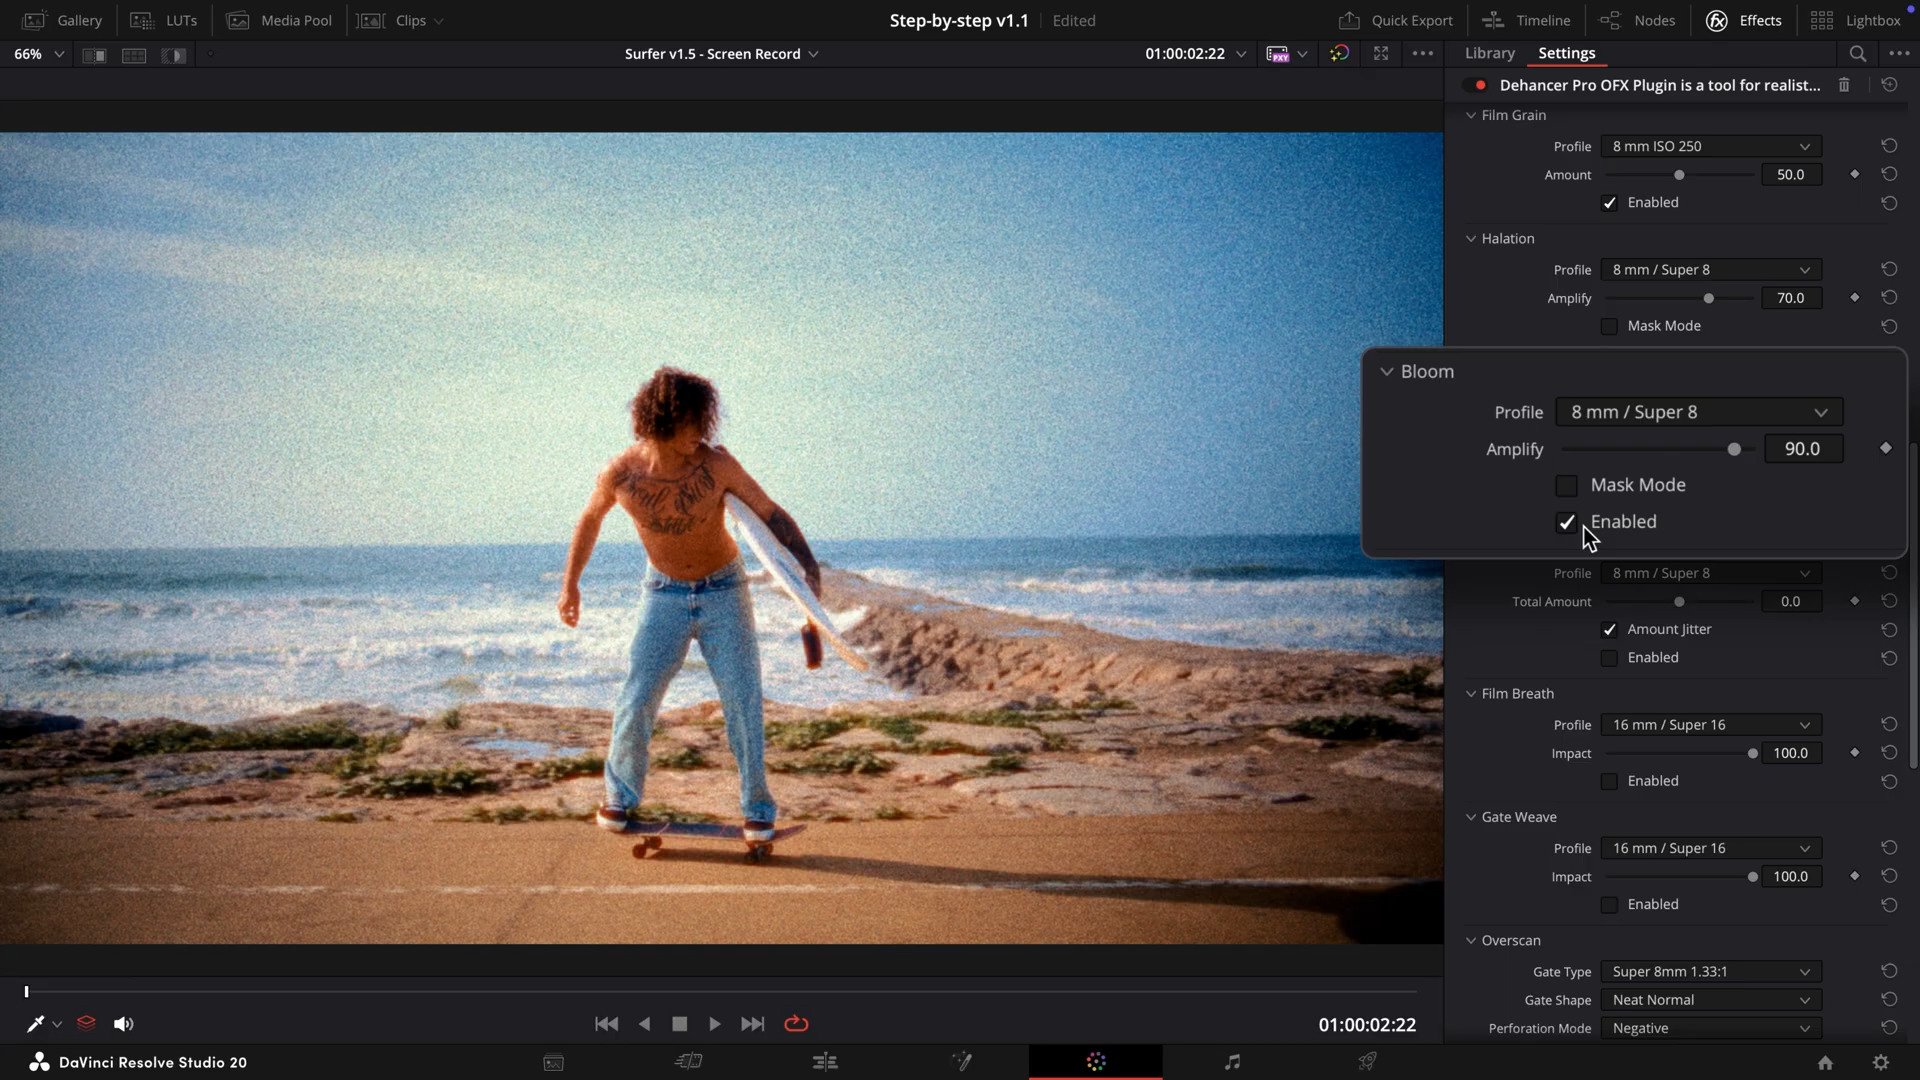 Gallery
LUTs
Media Pool
Clips
Step-by-step v1.1
Edited
Quick Export
Timeline
Nodes
Effects
Lightbox
66%
Surfer v1.5 - Screen Record
01:00:02:22
PXY
Library
Settings
Dehancer Pro OFX Plugin is a tool for realist...
Film Grain
Profile 8 mm ISO 250
Amount 50.0
Enabled
Halation
Profile 8 mm / Super 8
Amplify 70.0
Mask Mode
Bloom
Profile 8 mm / Super 8
Amplify 90.0
Mask Mode
Enabled
Profile 8 mm / Super 8
Total Amount 0.0
Amount Jitter
Enabled
Film Breath
Profile 16 mm / Super 16
Impact 100.0
Enabled
Gate Weave
Profile 16 mm / Super 16
Impact 100.0
Enabled
Overscan
Gate Type Super 8mm 1.33:1
Gate Shape Neat Normal
Perforation Mode Negative
01:00:02:22
DaVinci Resolve Studio 20